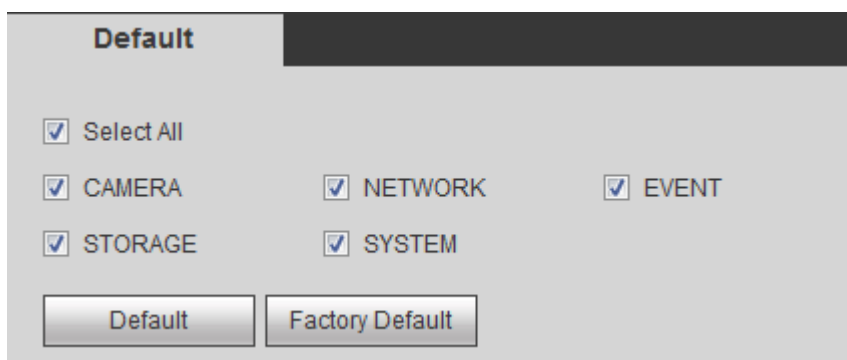 Default
Select All
CAMERA NETWORK EVENT
STORAGE SYSTEM
Default Factory Default